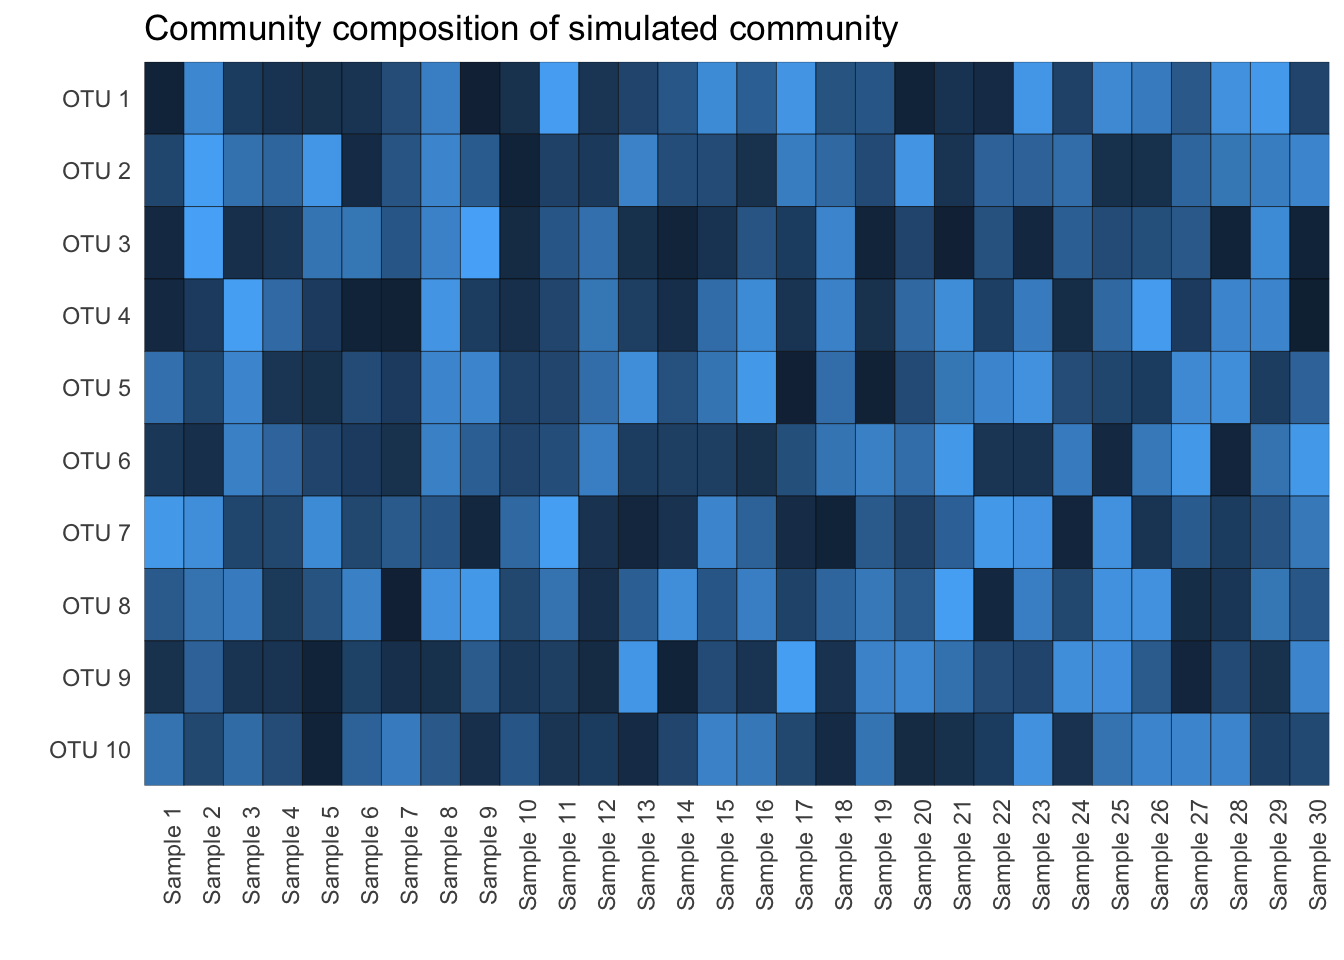 Community composition of simulated community
OTU 1
OTU 2
OTU 3
OTU 4
OTU 5
OTU 6
OTU 7
OTU 8
OTU 9
OTU 10
Sample 1
Sample 2
Sample 3
Sample 4
Sample 5
Sample 6
Sample 7
Sample 8
Sample 9
Sample 10
Sample 11
Sample 12
Sample 13
Sample 14
Sample 15
Sample 16
Sample 17
Sample 18
Sample 19
Sample 20
Sample 21
Sample 22
Sample 23
Sample 24
Sample 25
Sample 26
Sample 27
Sample 28
Sample 29
Sample 30